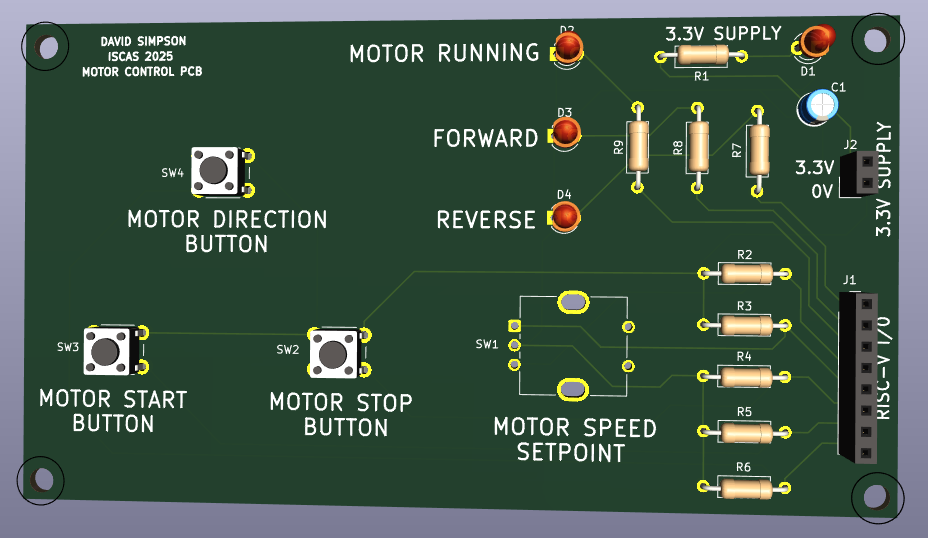 DAVID SIMPSON
ISCAS 2025
MOTOR CONTROL PCB
D2
MOTOR RUNNING
3.3V SUPPLY
R1
D1
C1
D3
FORWARD
R9
R8
R7
J2
3.3V
0V
3.3V SUPPLY
SW4
MOTOR DIRECTION
BUTTON
D4
REVERSE
R2
J1
R3
RISC-V I/O
SW3
MOTOR START
BUTTON
SW2
MOTOR STOP
BUTTON
SW1
MOTOR SPEED
SETPOINT
R4
R5
R6